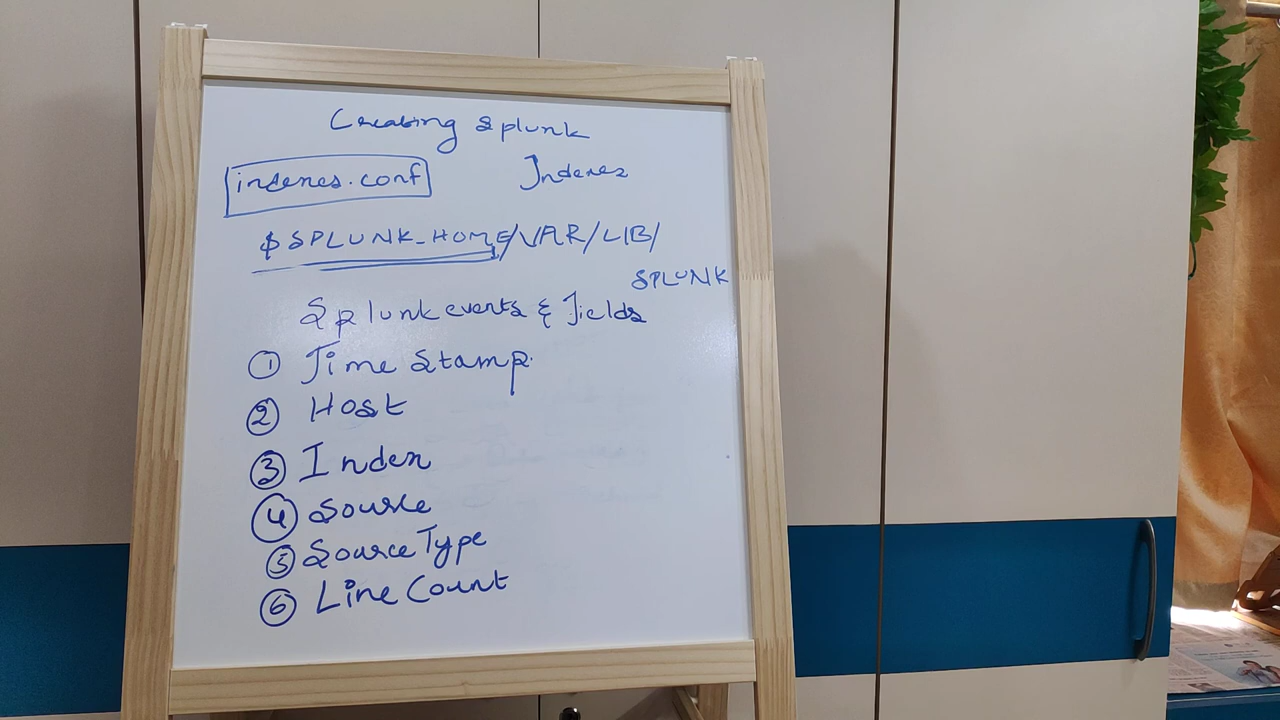 Creating Splunk
Indexes
indexes.conf
$SPLUNK_HOME/VAR/LIB/
SPLUNK
Splunk events & Fields
① Time Stamp
② Host
③ Index
④ Source
⑤ Source Type
⑥ Line Count